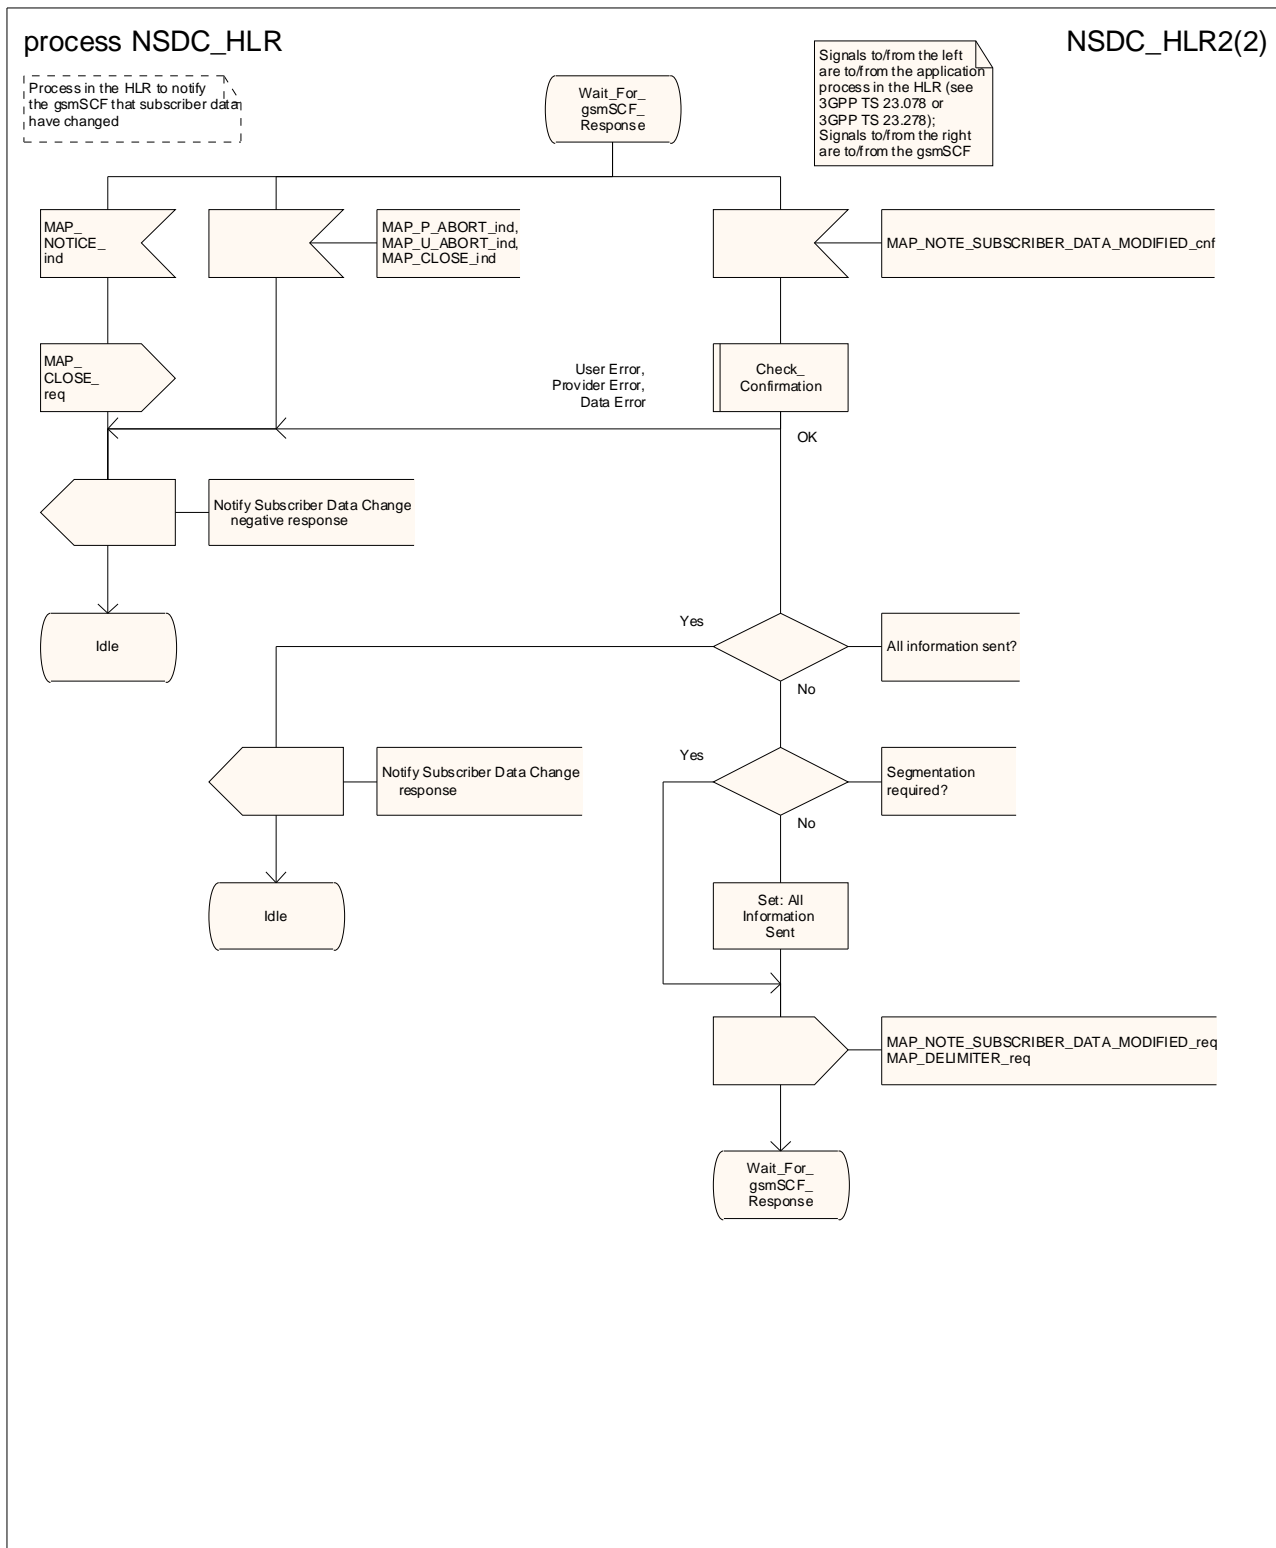 process NSDC_HLR
NSDC_HLR2(2)
Process in the HLR to notify
the gsmSCF that subscriber data
have changed
Wait_For_
gsmSCF_
Response
Signals to/from the left
are to/from the application
process in the HLR (see
3GPP TS 23.078 or
3GPP TS 23.278);
Signals to/from the right
are to/from the gsmSCF
MAP_
NOTICE_
ind
MAP_P_ABORT_ind,
MAP_U_ABORT_ind,
MAP_CLOSE_ind
MAP_NOTE_SUBSCRIBER_DATA_MODIFIED_cnf
MAP_
CLOSE_
req
User Error,
Provider Error,
Data Error
Check_
Confirmation
OK
Notify Subscriber Data Change
negative response
Idle
Yes
All information sent?
No
Notify Subscriber Data Change
response
Yes
Segmentation
required?
No
Idle
Set: All
Information
Sent
MAP_NOTE_SUBSCRIBER_DATA_MODIFIED_req
MAP_DELIMITER_req
Wait_For_
gsmSCF_
Response